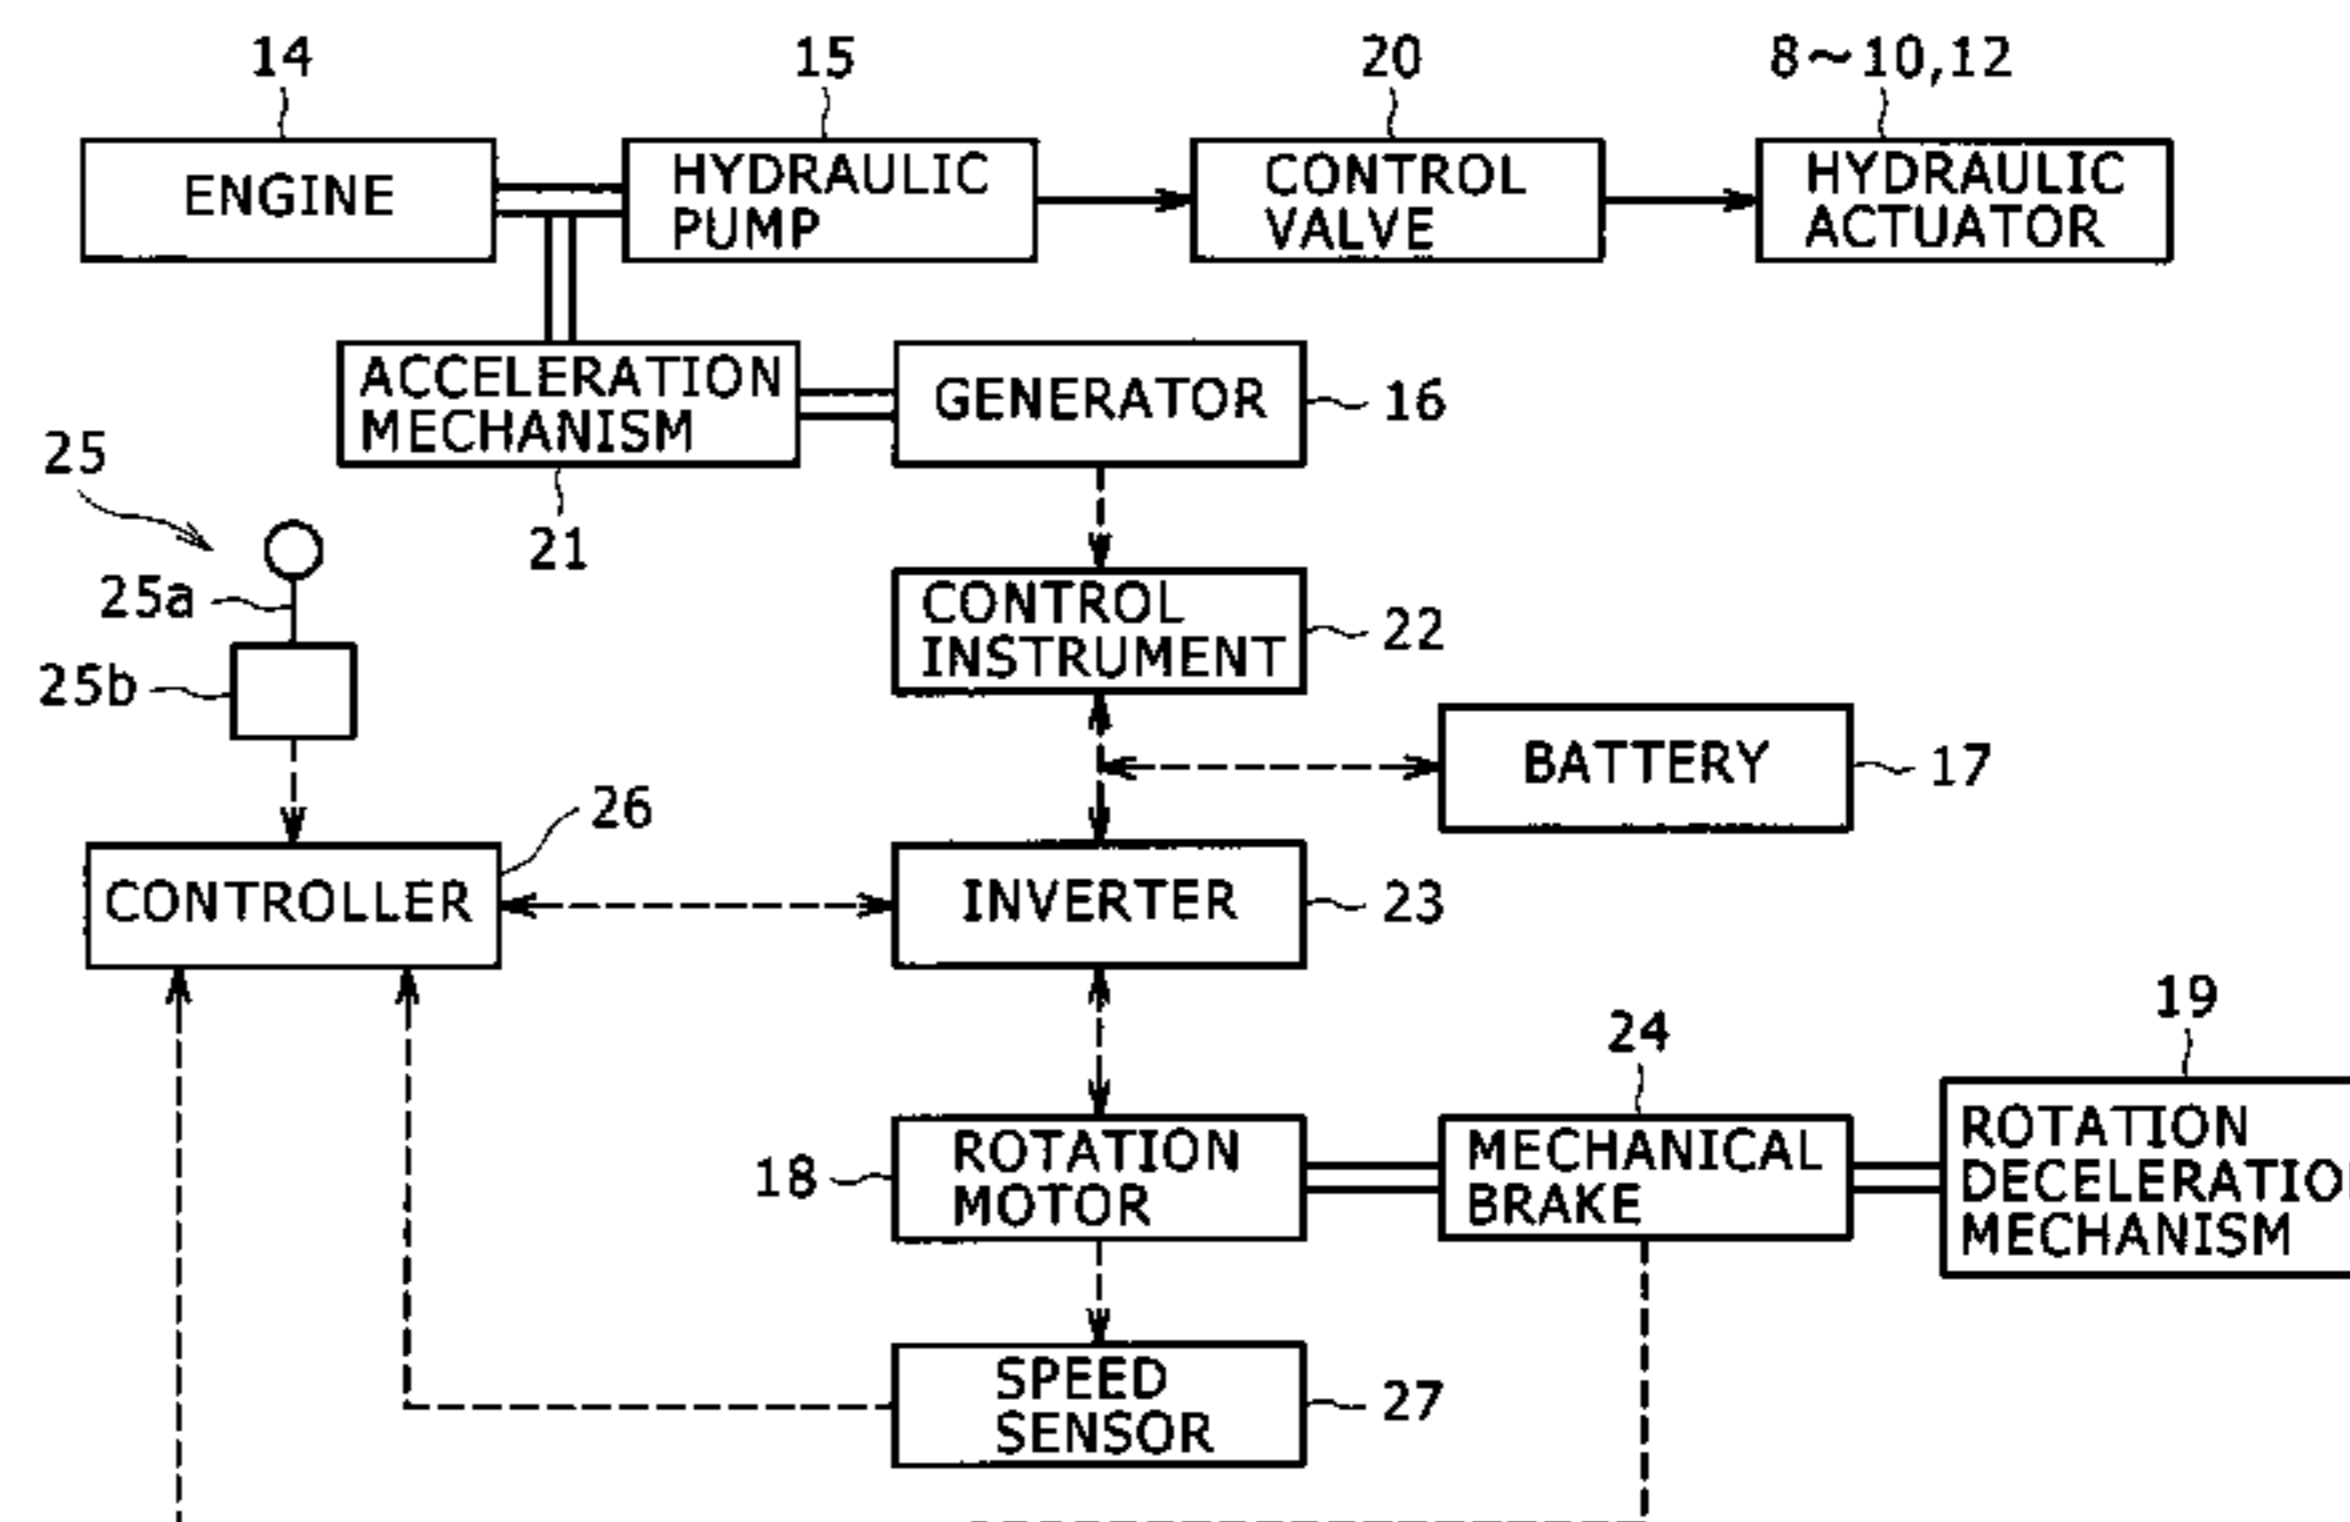 14
15
20
8~10,12
ENGINE
HYDRAULIC
PUMP
CONTROL
VALVE
HYDRAULIC
ACTUATOR
ACCELERATION
MECHANISM
GENERATOR
16
25
21
25a
CONTROL
INSTRUMENT
22
25b
BATTERY
17
26
CONTROLLER
INVERTER
23
24
19
18
ROTATION
MOTOR
MECHANICAL
BRAKE
ROTATION
DECELERATIO
MECHANISM
SPEED
SENSOR
27